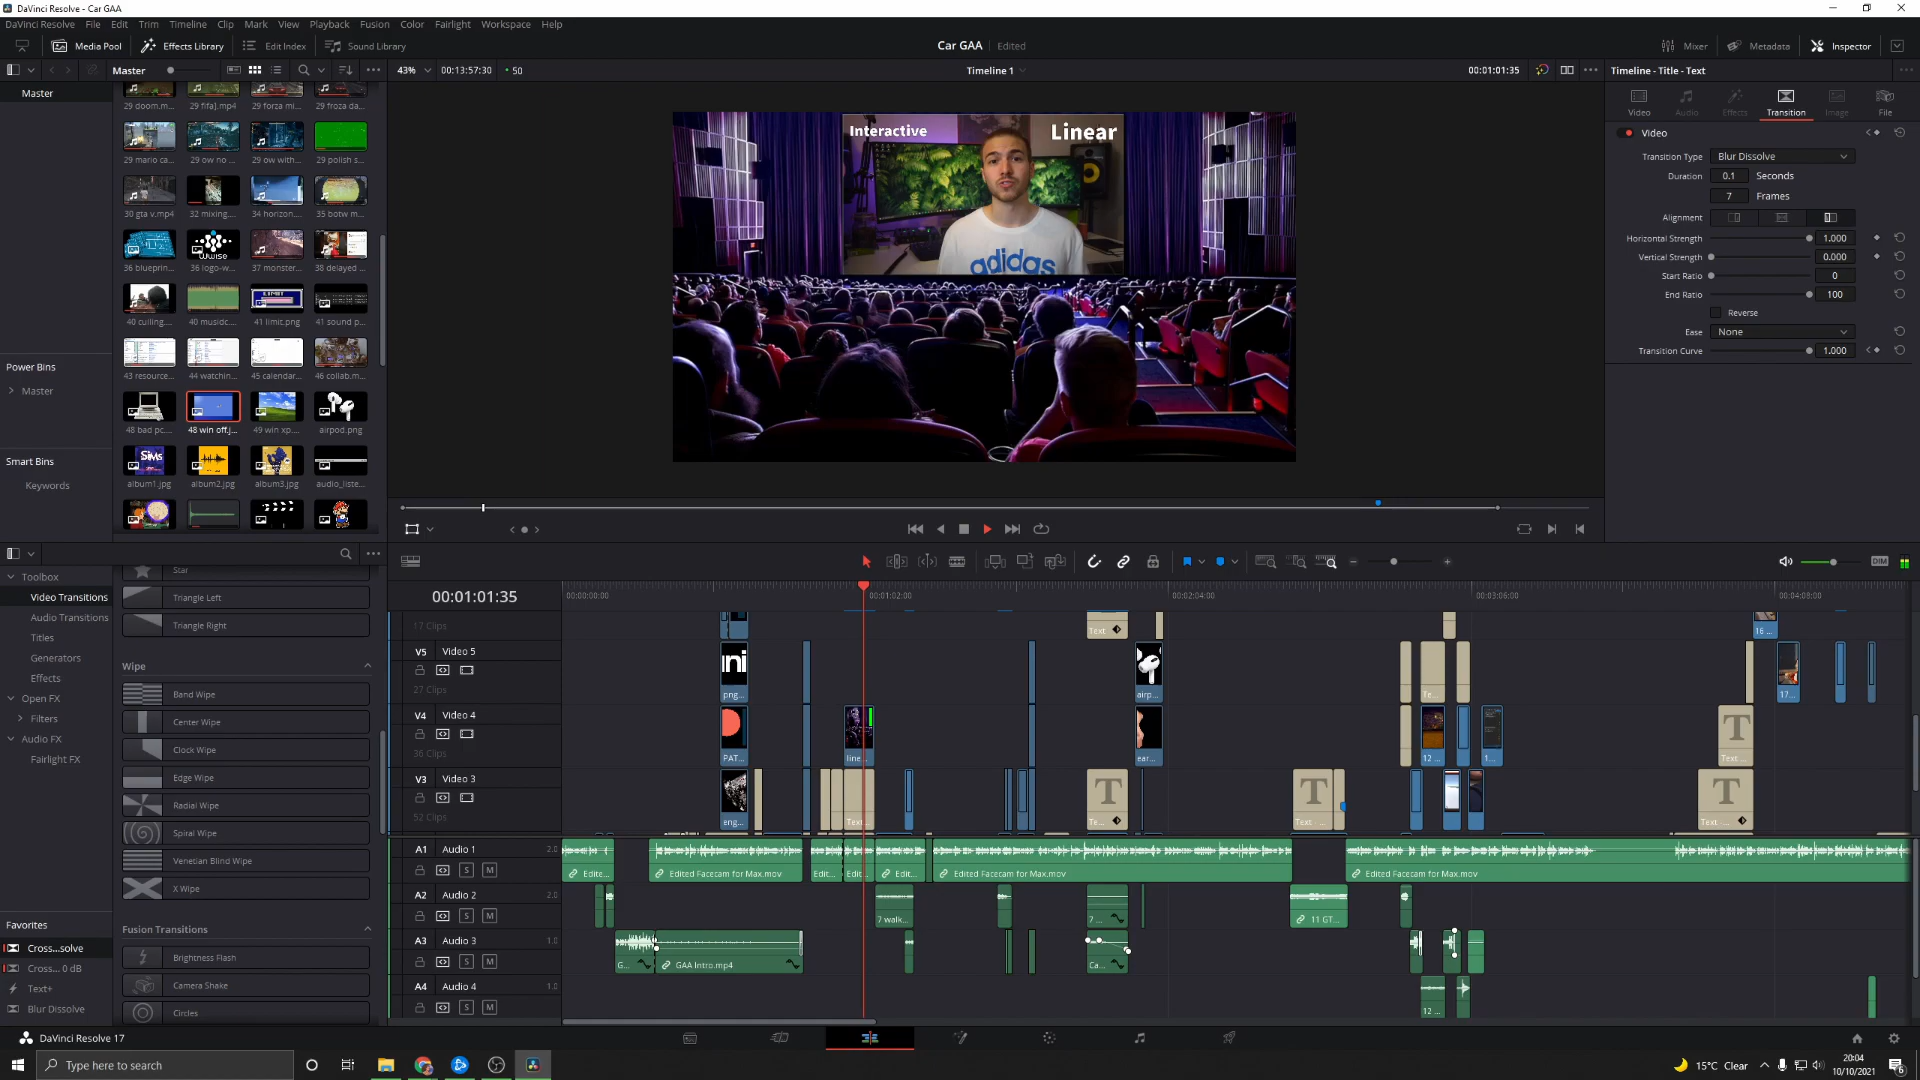 DaVinci Resolve - Car GAA
DaVinci Resolve File Edit Trim Timeline Clip Mark View Playback Fusion Color Fairlight Workspace Help
Media Pool Effects Library Edit Index Sound Library
Car GAA Edited
Mixer Metadata Inspector
Master
43% 00:13:57:30 50
Timeline 1
00:01:01:35
Timeline - Title - Text
Master
29 doom.m... 29 fifa].mp4 29 forza mi... 29 froza da...
29 mario ca... 29 ow no ... 29 ow with... 29 polish s...
30 gta v.mp4 32 mixing.... 34 horizon.... 35 botw m...
36 blueprin... 36 logo-w... 37 monster... 38 delayed ...
40 culling.... 40 musidc.... 41 limit.png 41 sound p...
43 resource... 44 watchin... 45 calendar... 46 collab.m...
48 bad pc.... 48 win off.j... 49 win xp.... airpod.png
album1.jpg album2.jpg album3.jpg audio_liste...
Power Bins
Master
Smart Bins
Keywords
Interactive
Linear
adidas
Video Audio Effects Transition Image File
Video
Transition Type Blur Dissolve
Duration 0.1 Seconds
7 Frames
Alignment
Horizontal Strength 1.000
Vertical Strength 0.000
Start Ratio 0
End Ratio 100
Reverse
Ease None
Transition Curve 1.000
Toolbox
Video Transitions
Audio Transitions
Titles
Generators
Effects
Open FX
Filters
Audio FX
Fairlight FX
Favorites
Cross...solve
Cross... 0 dB
Text+
Blur Dissolve
Star
Triangle Left
Triangle Right
Wipe
Band Wipe
Center Wipe
Clock Wipe
Edge Wipe
Radial Wipe
Spiral Wipe
Venetian Blind Wipe
X Wipe
Fusion Transitions
Brightness Flash
Camera Shake
Circles
DIM
00:01:01:35
00:00:00:00 00:01:02:00 00:02:04:00 00:03:06:00 00:04:08:00
17 Clips
Text 16 ...
V5 Video 5
27 Clips
png... airp... Te... 17...
V4 Video 4
36 Clips
PAT... line... ear... 12 ... 1... Text ...
V3 Video 3
52 Clips
eng... Text... Te... Text ... Text -...
A1 Audio 1 2.0
S M
Edite... Edited Facecam for Max.mov Edit... Edit Edit... Edited Facecam for Max.mov Edited Facecam for Max.mov
A2 Audio 2 2.0
S M
7 walk... 7 ... 11 GT...
A3 Audio 3 1.0
S M
G... GAA Intro.mp4 Ca...
A4 Audio 4 1.0
S M
12 ...
DaVinci Resolve 17
Type here to search
15°C Clear
20:04
10/10/2021
6